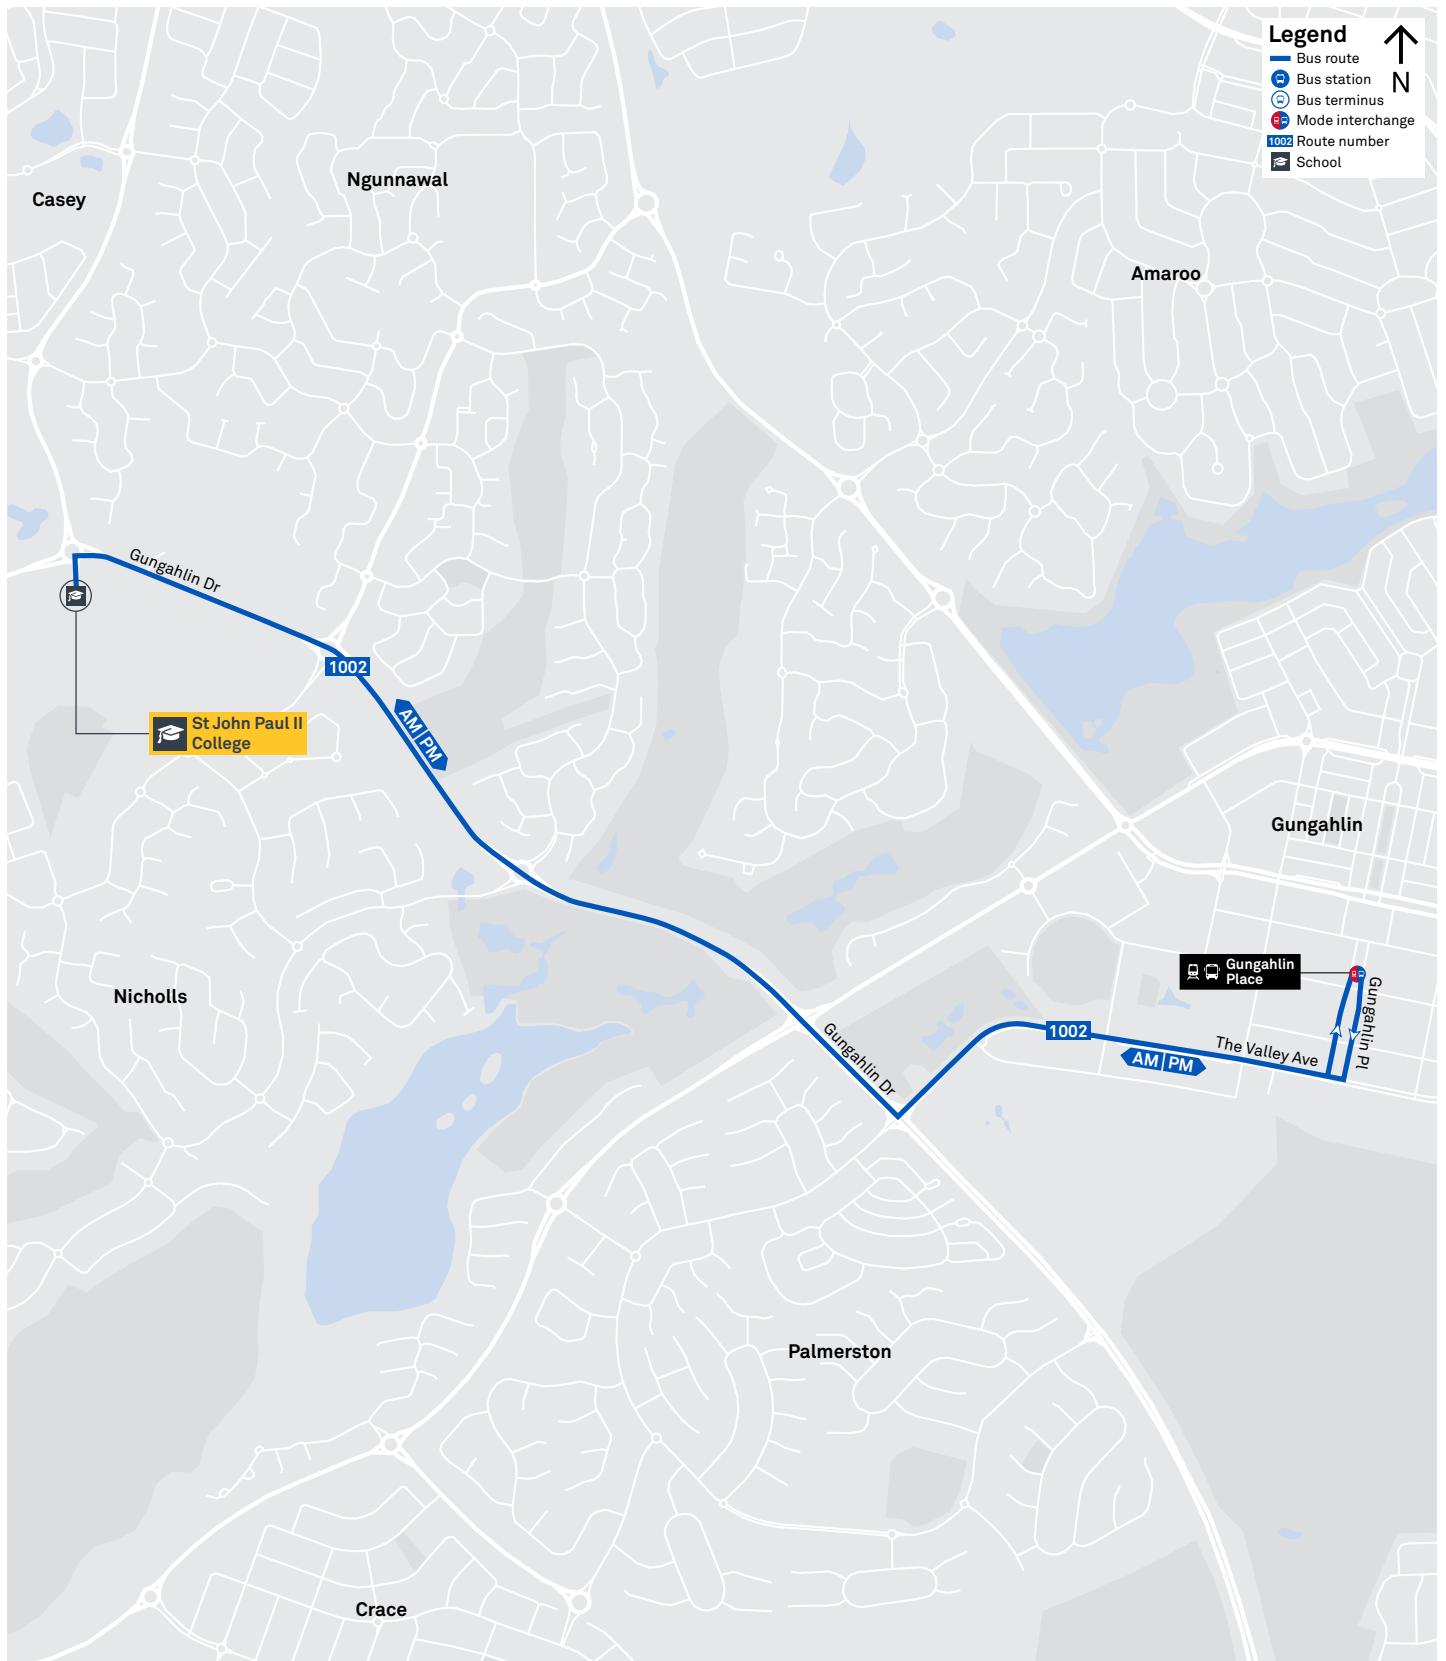 Legend
N
Bus route
Bus station
Bus terminus
Mode interchange
1002 Route number
School
Casey
Ngunnawal
Amaroo
Gungahlin Dr
1002
AM PM
St John Paul II
College
Gungahlin
Gungahlin
Place
Gungahlin Pl
Nicholls
Gungahlin Dr
1002
The Valley Ave
AM PM
Palmerston
Crace